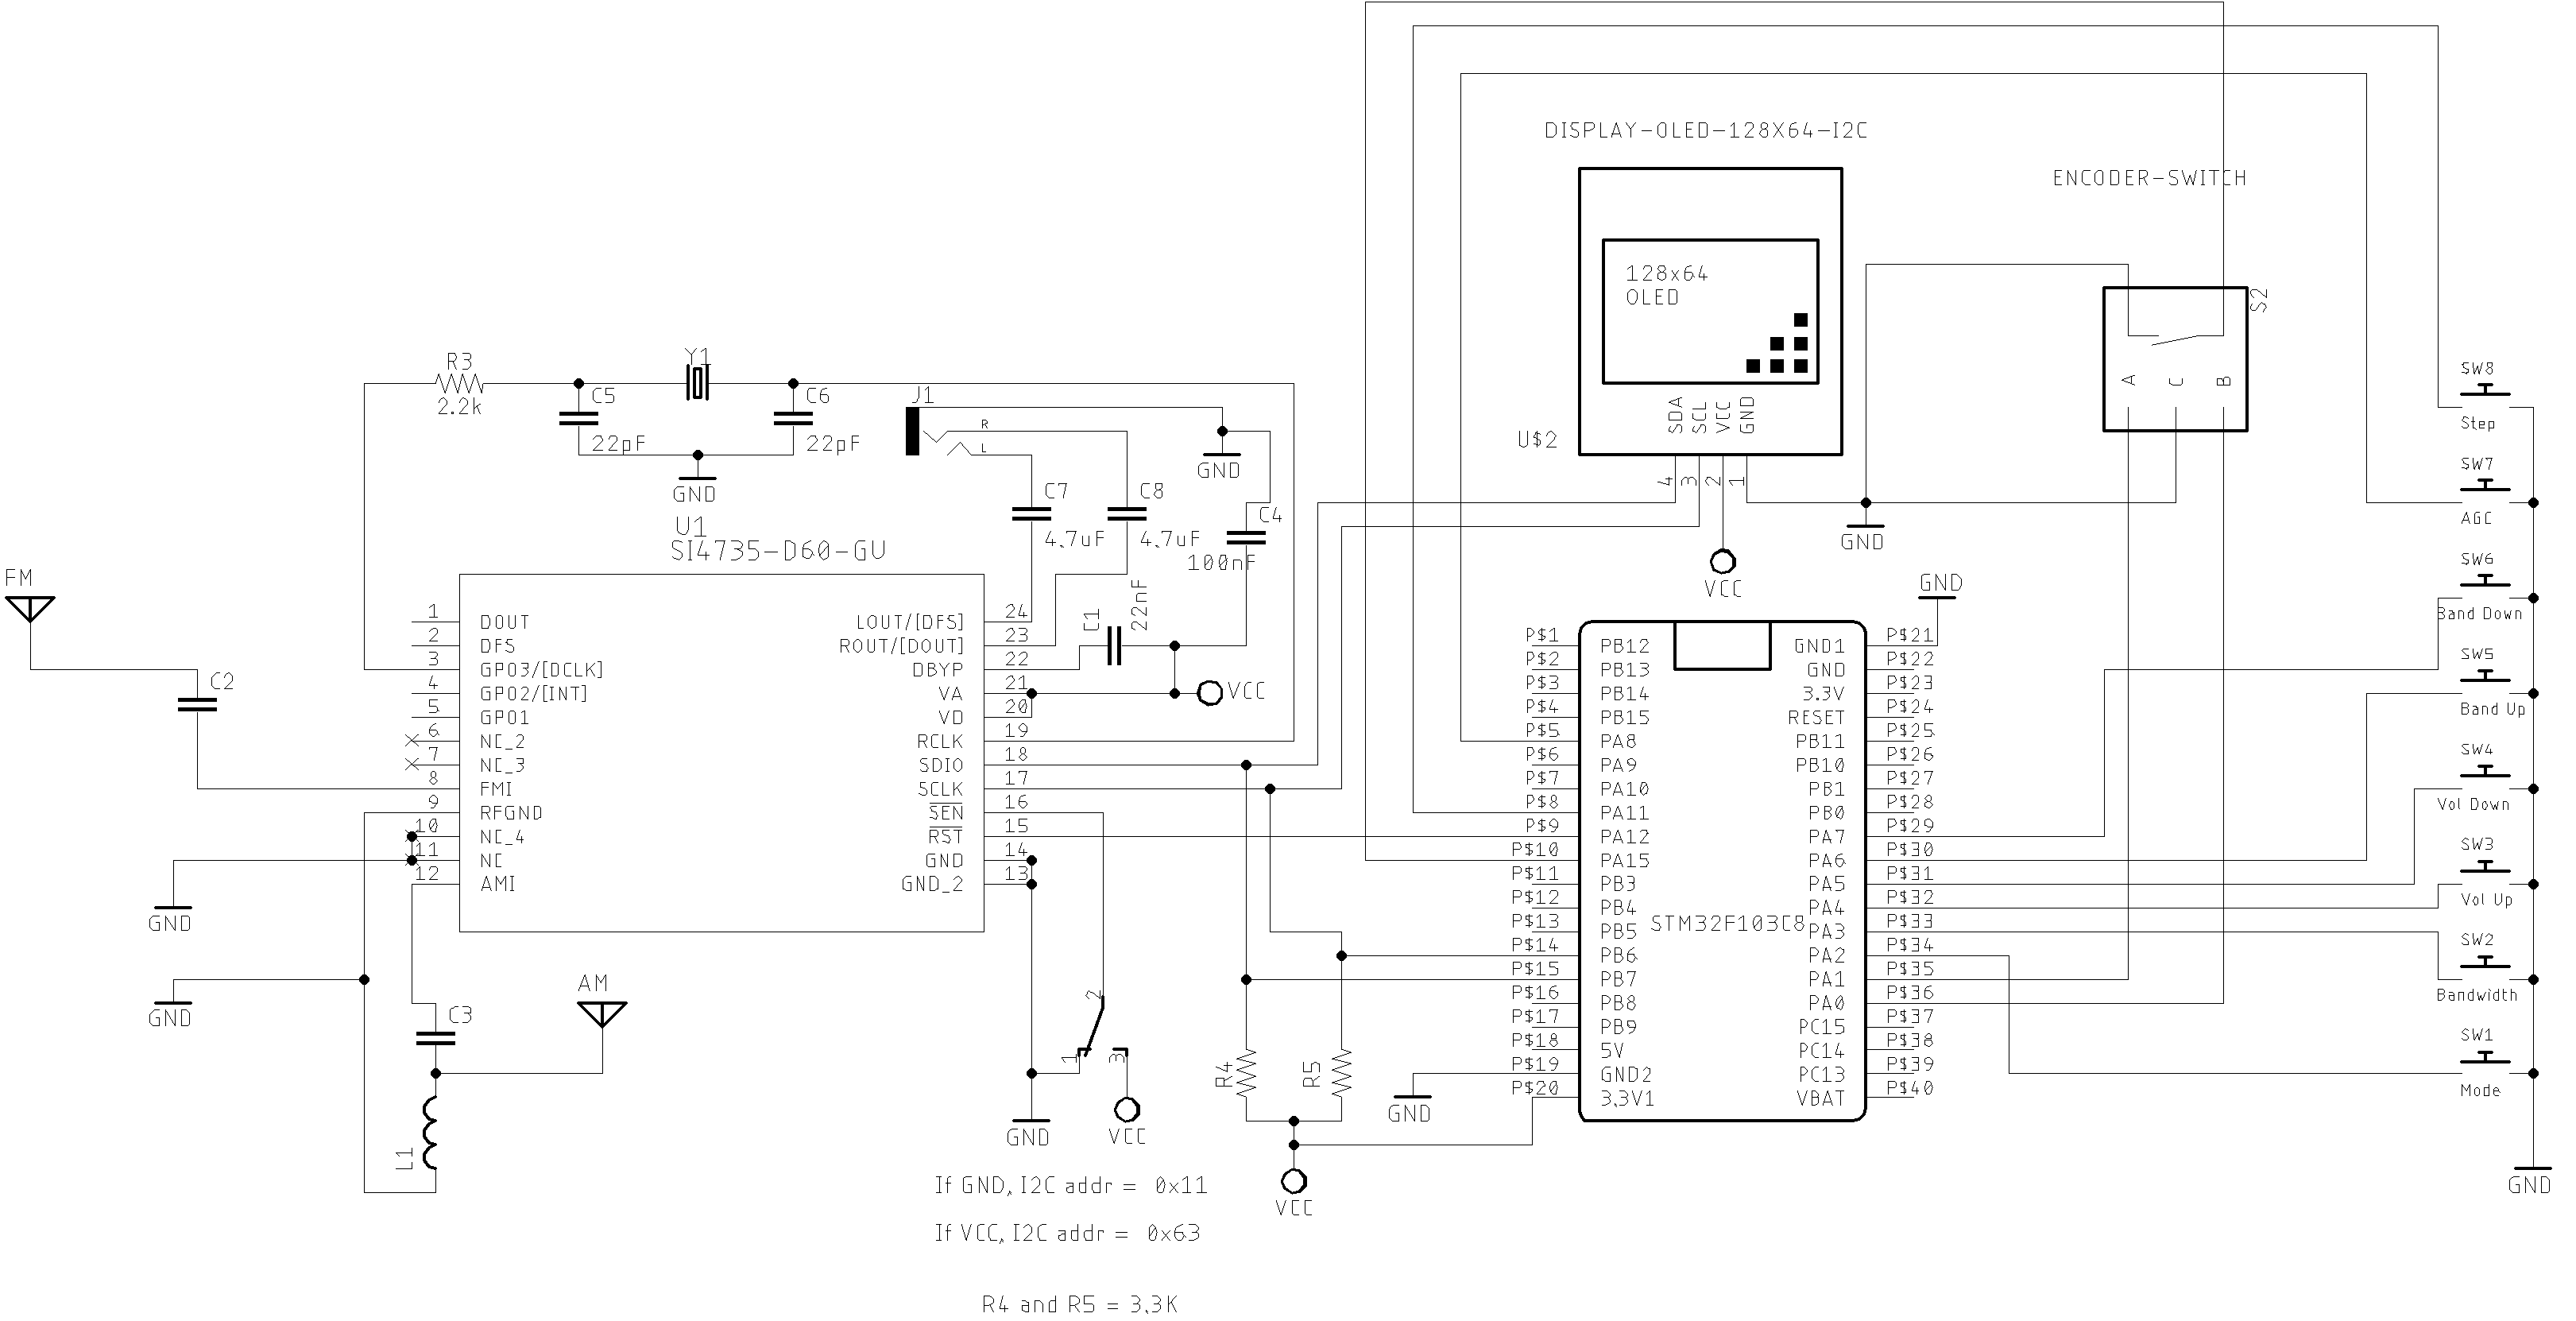 DISPLAY-OLED-128X64-I2C
ENCODER-SWITCH
128x64
OLED
SDA
SCL
VCC
GND
U$2
4
3
2
1
VCC
GND
S2
A
C
B
R3
2.2k
C5
22pF
Y1
C6
22pF
GND
J1
R
L
GND
C7
4.7uF
C8
4.7uF
C4
100nF
C1
22nF
VCC
U1
SI4735-D60-GU
FM
C2
1 DOUT
2 DFS
3 GPO3/[DCLK]
4 GPO2/[INT]
5 GPO1
6 NC_2
7 NC_3
8 FMI
9 RFGND
10 NC_4
11 NC
12 AMI
LOUT/[DFS] 24
ROUT/[DOUT] 23
DBYP 22
VA 21
VD 20
RCLK 19
SDIO 18
SCLK 17
SEN 16
RST 15
GND 14
GND_2 13
GND
GND
C3
AM
L1
2
1
3
GND
VCC
R4
R5
VCC
If GND, I2C addr = 0x11
If VCC, I2C addr = 0x63
R4 and R5 = 3,3K
STM32F103C8
P$1 PB12
P$2 PB13
P$3 PB14
P$4 PB15
P$5 PA8
P$6 PA9
P$7 PA10
P$8 PA11
P$9 PA12
P$10 PA15
P$11 PB3
P$12 PB4
P$13 PB5
P$14 PB6
P$15 PB7
P$16 PB8
P$17 PB9
P$18 5V
P$19 GND2
P$20 3,3V1
GND
GND
GND1 P$21
GND P$22
3.3V P$23
RESET P$24
PB11 P$25
PB10 P$26
PB1 P$27
PB0 P$28
PA7 P$29
PA6 P$30
PA5 P$31
PA4 P$32
PA3 P$33
PA2 P$34
PA1 P$35
PA0 P$36
PC15 P$37
PC14 P$38
PC13 P$39
VBAT P$40
SW8
Step
SW7
AGC
SW6
Band Down
SW5
Band Up
SW4
Vol Down
SW3
Vol Up
SW2
Bandwidth
SW1
Mode
GND